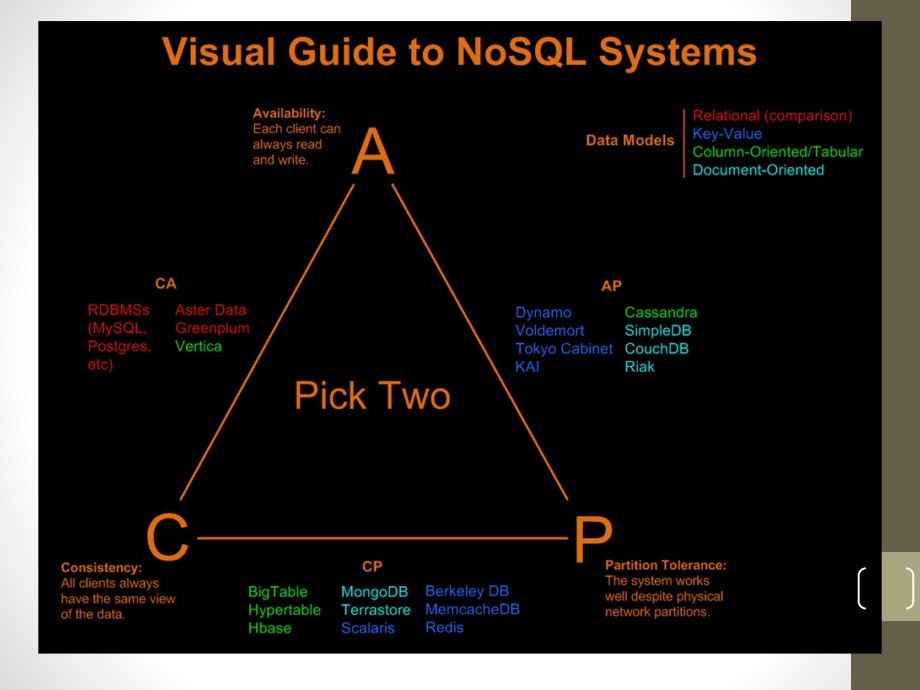 Visual Guide to NoSQL Systems
Availability:
Each client can
always read
and write.
A
Data Models
Relational (comparison)
Key-Value
Column-Oriented/Tabular
Document-Oriented
CA
RDBMSs
(MySQL,
Postgres,
etc)
Aster Data
Greenplum
Vertica
AP
Dynamo
Voldemort
Tokyo Cabinet
KAI
Cassandra
SimpleDB
CouchDB
Riak
Pick Two
C
P
Consistency:
All clients always
have the same view
of the data.
CP
BigTable
Hypertable
Hbase
MongoDB
Terrastore
Scalaris
Berkeley DB
MemcacheDB
Redis
Partition Tolerance:
The system works
well despite physical
network partitions.